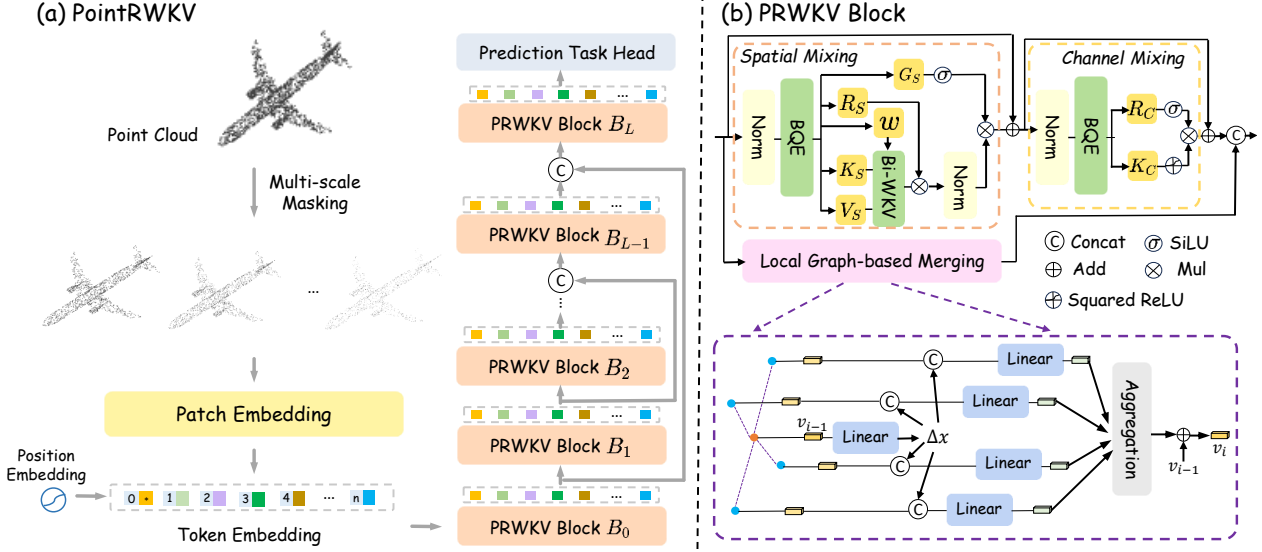 (a) PointRWKV
Point Cloud
Multi-scale
Masking
...
Patch Embedding
Position
Embedding
0 * 1 2 3 4 ... n
Token Embedding
Prediction Task Head
...
PRWKV Block B_L
C
...
PRWKV Block B_{L-1}
C
...
...
PRWKV Block B_2
...
PRWKV Block B_1
...
PRWKV Block B_0
(b) PRWKV Block
Spatial Mixing
Norm
BQE
G_S σ
R_S
w
K_S
V_S
Bi-WKV
Norm
Channel Mixing
Norm
BQE
R_C σ
K_C
C
Local Graph-based Merging
C Concat
σ SiLU
Add
Mul
Squared ReLU
C Linear
C Linear
v_{i-1} Linear Δx
C Linear
C Linear
Aggregation
v_{i-1}
v_i